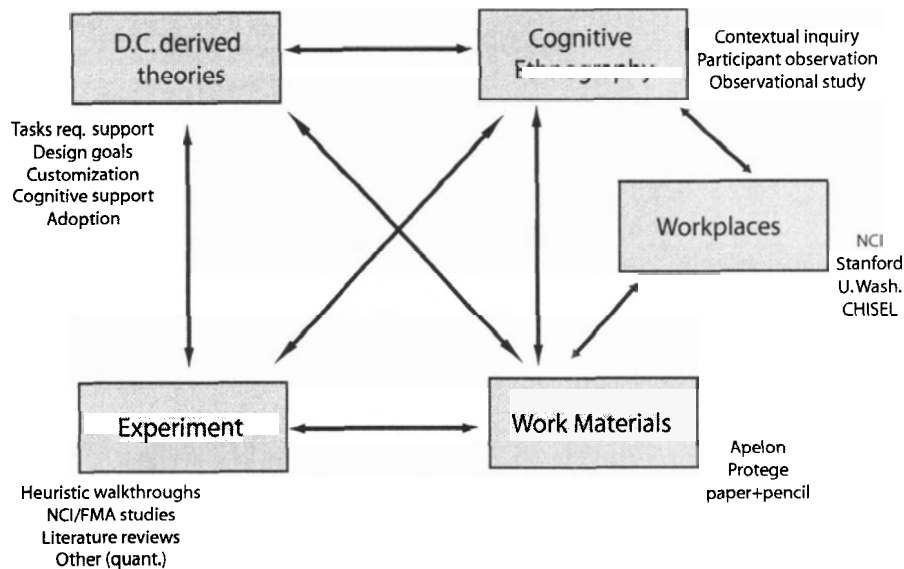 D.C. derived
theories
Cognitive
Contextual inquiry
Participant observation
Observational study
Tasks req. support
Design goals
Customization
Cognitive support
Adoption
Workplaces
NCI
Stanford
U. Wash.
CHISEL
Experiment
Work Materials
Heuristic walkthroughs
NCI/FMA studies
Literature reviews
Other (quant.)
Apelon
Protege
paper+pencil